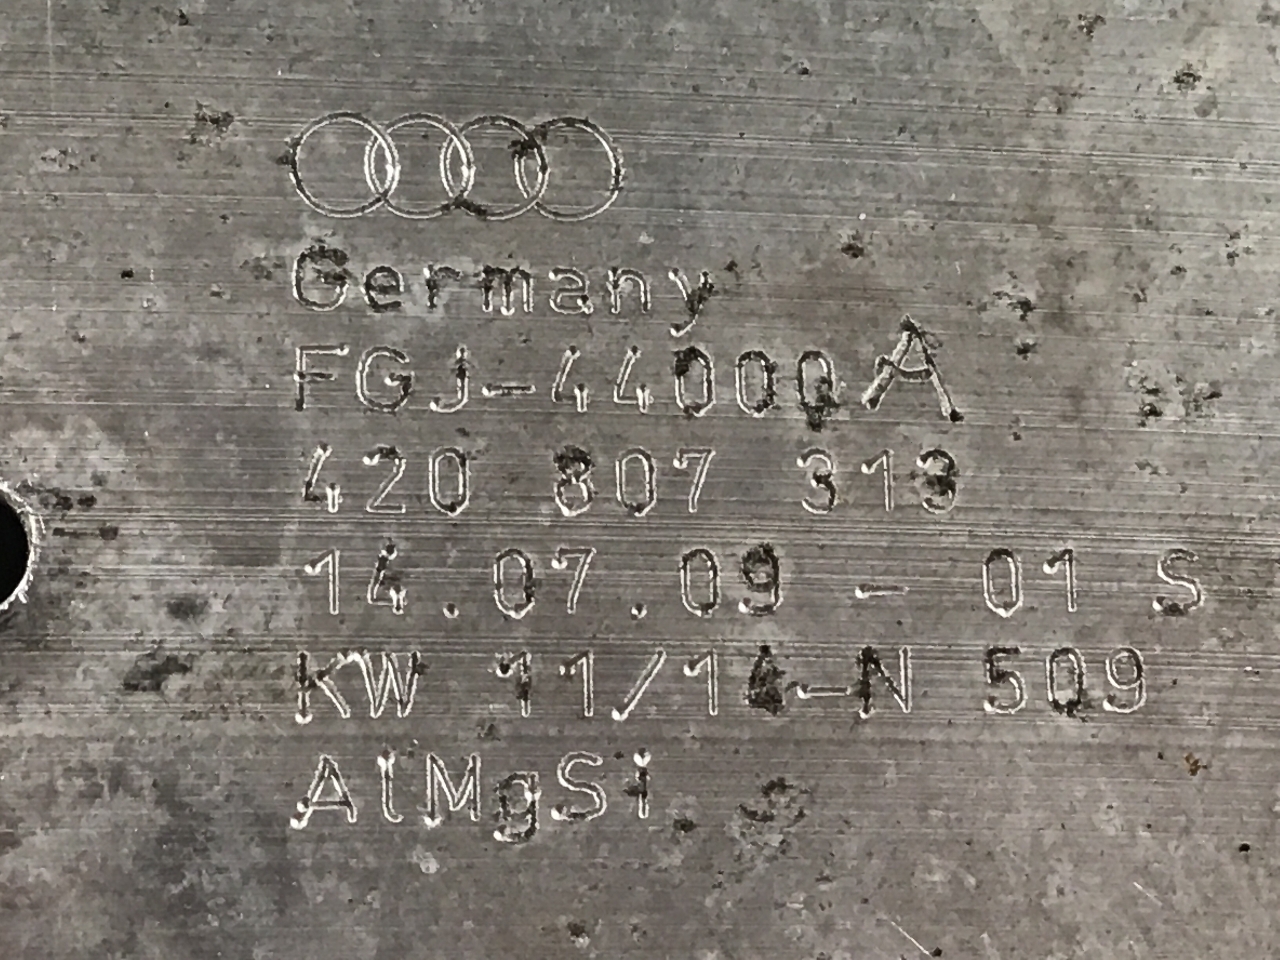 Germany
FGJ-44000A
420 807 313
14.07.09 - 01 S
KW 11/14-N 509
AlMgSi